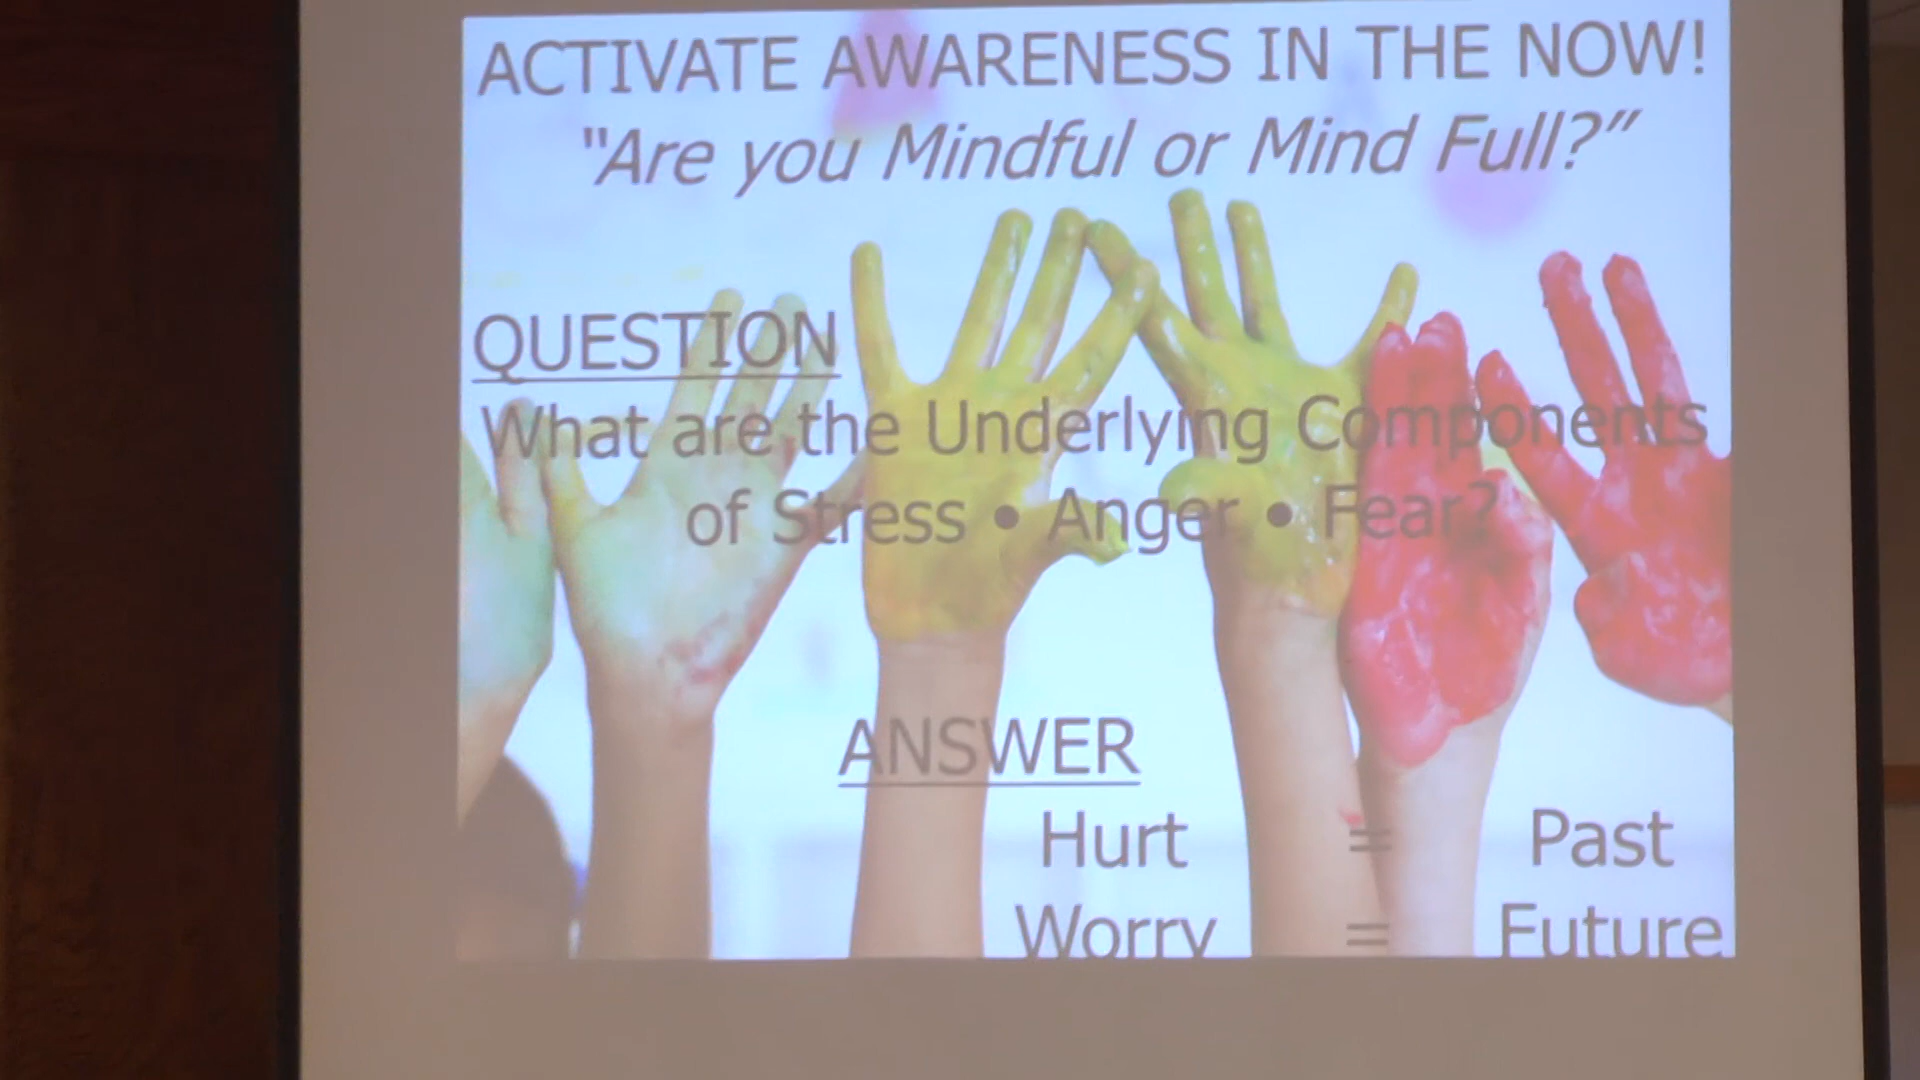 ACTIVATE AWARENESS IN THE NOW!
“Are you Mindful or Mind Full?”
QUESTION
What are the Underlying Components
of Stress • Anger • Fear?
ANSWER
Hurt = Past
Worry = Future